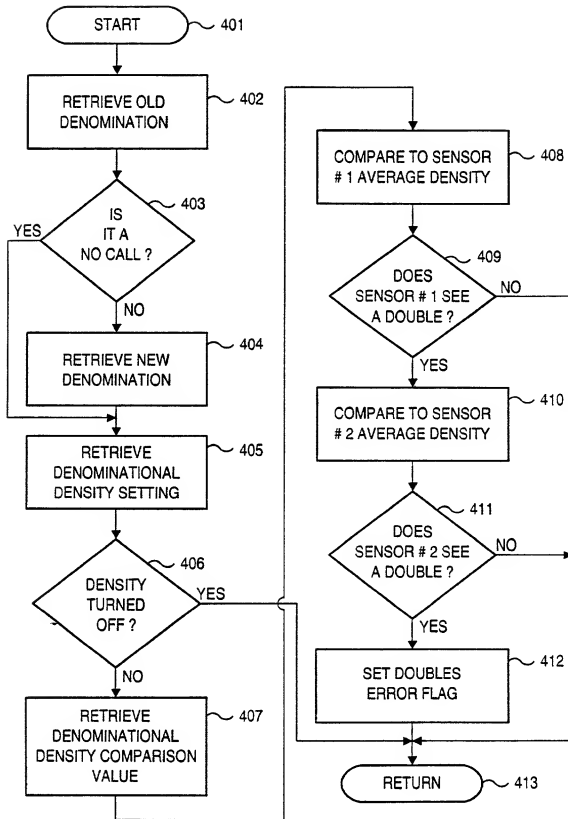 START
401
RETRIEVE OLD
DENOMINATION
402
403
YES
IS
IT A
NO CALL ?
NO
RETRIEVE NEW
DENOMINATION
404
RETRIEVE
DENOMINATIONAL
DENSITY SETTING
405
406
DENSITY
TURNED
OFF ?
YES
NO
RETRIEVE
DENOMINATIONAL
DENSITY COMPARISON
VALUE
407
COMPARE TO SENSOR
# 1 AVERAGE DENSITY
408
409
DOES
SENSOR # 1 SEE
A DOUBLE ?
NO
YES
COMPARE TO SENSOR
# 2 AVERAGE DENSITY
410
411
DOES
SENSOR # 2 SEE
A DOUBLE ?
NO
YES
SET DOUBLES
ERROR FLAG
412
RETURN
413